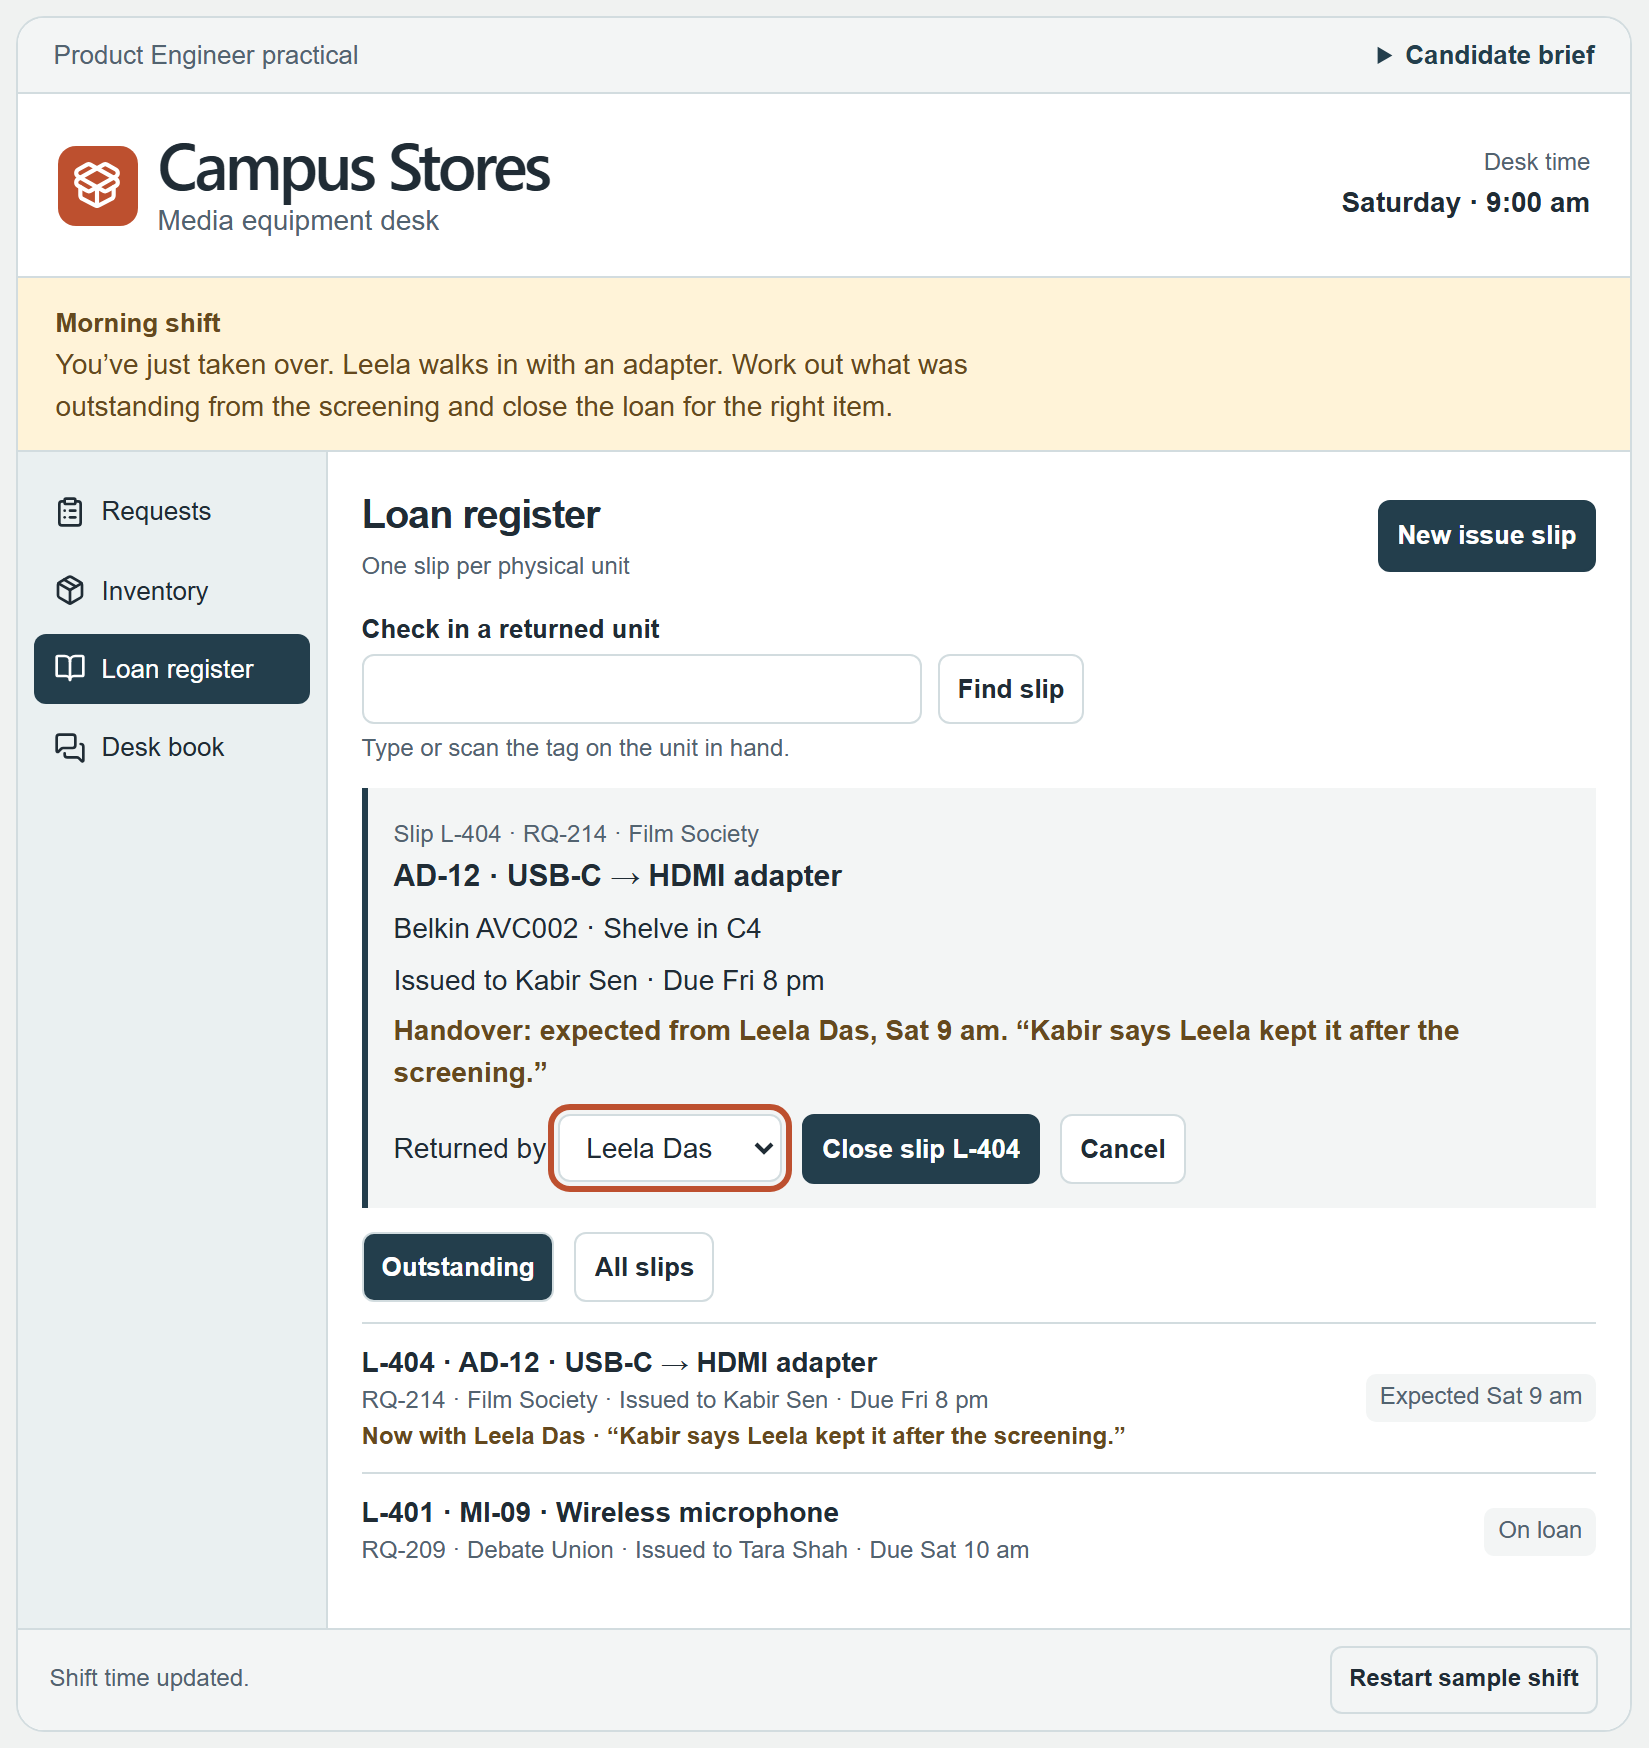 Product Engineer practical
Candidate brief
Campus Stores
Media equipment desk
Desk time
Saturday · 9:00 am
Morning shift
You’ve just taken over. Leela walks in with an adapter. Work out what was
outstanding from the screening and close the loan for the right item.
Requests
Inventory
Loan register
Desk book
Loan register
One slip per physical unit
New issue slip
Check in a returned unit
Find slip
Type or scan the tag on the unit in hand.
Slip L-404 · RQ-214 · Film Society
AD-12 · USB-C → HDMI adapter
Belkin AVC002 · Shelve in C4
Issued to Kabir Sen · Due Fri 8 pm
Handover: expected from Leela Das, Sat 9 am. “Kabir says Leela kept it after the
screening.”
Returned by Leela Das Close slip L-404 Cancel
Outstanding All slips
L-404 · AD-12 · USB-C → HDMI adapter
RQ-214 · Film Society · Issued to Kabir Sen · Due Fri 8 pm
Now with Leela Das · “Kabir says Leela kept it after the screening.”
Expected Sat 9 am
L-401 · MI-09 · Wireless microphone
RQ-209 · Debate Union · Issued to Tara Shah · Due Sat 10 am
On loan
Shift time updated.
Restart sample shift